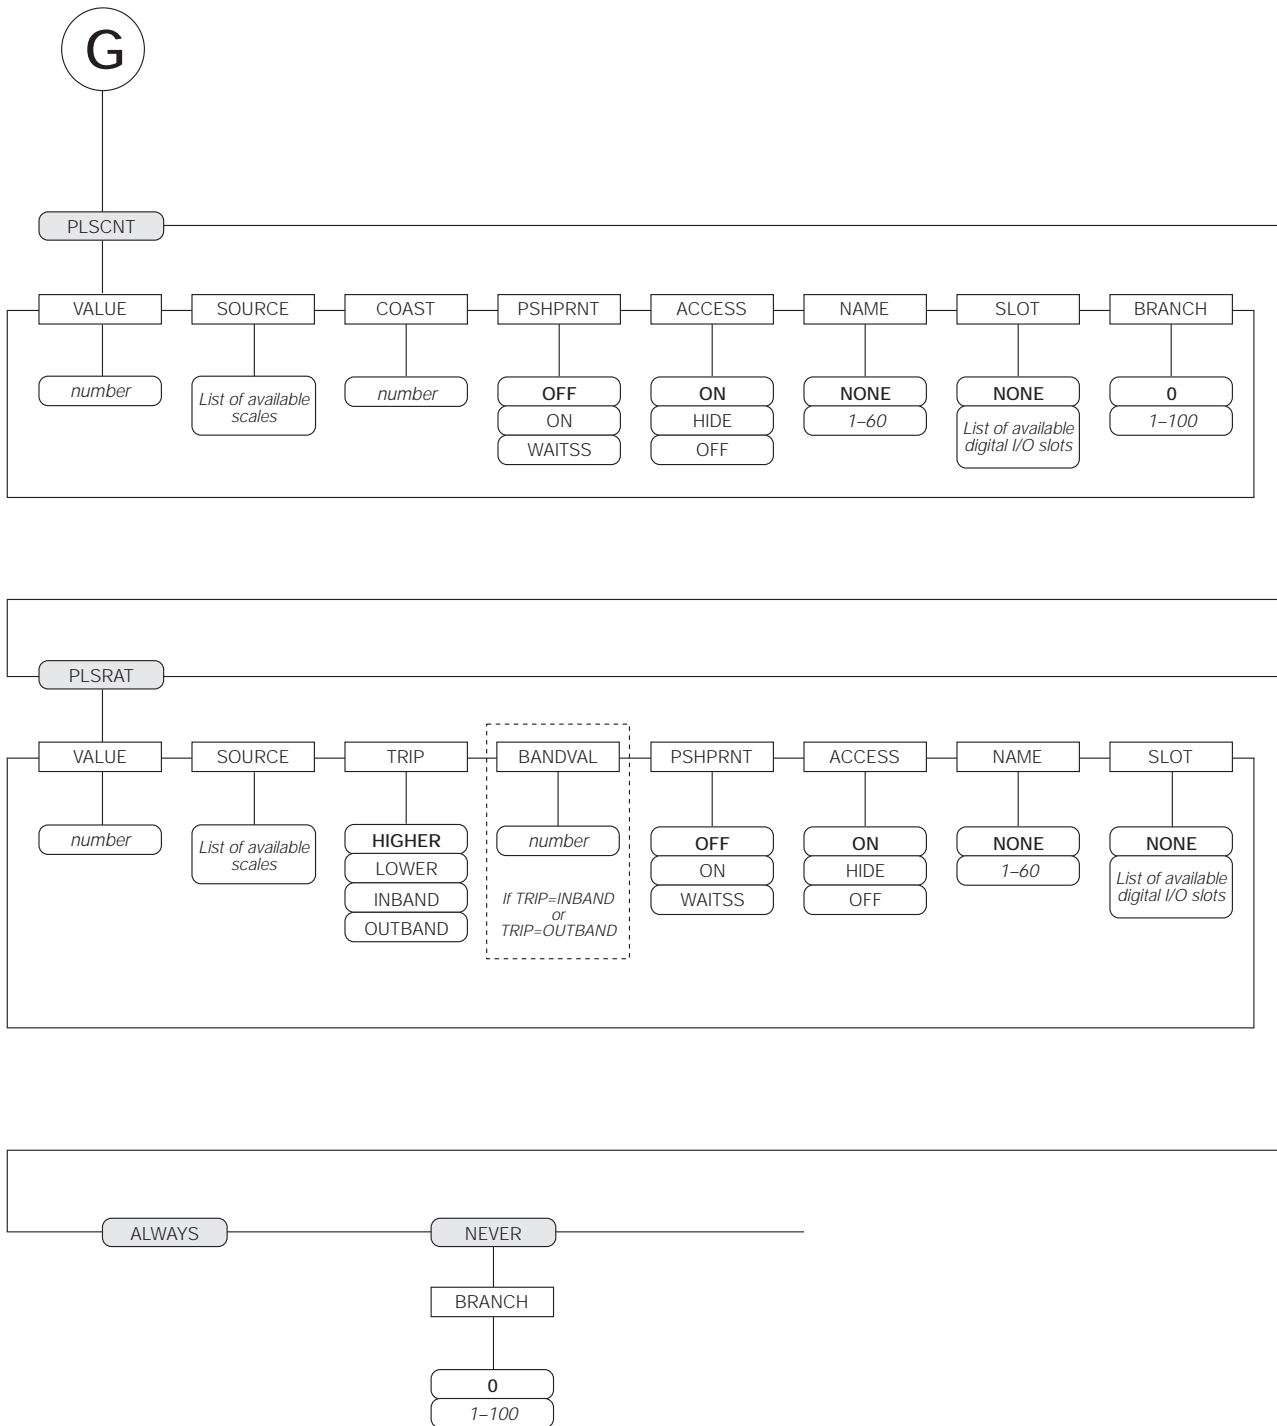 G
PLSCNT
VALUE SOURCE COAST PSHPRNT ACCESS NAME SLOT BRANCH
number
List of available
scales
number
OFF
ON
WAITSS
ON
HIDE
OFF
NONE
1–60
NONE
List of available
digital I/O slots
0
1–100
PLSRAT
VALUE SOURCE TRIP BANDVAL PSHPRNT ACCESS NAME SLOT
number
List of available
scales
HIGHER
LOWER
INBAND
OUTBAND
number
If TRIP=INBAND
or
TRIP=OUTBAND
OFF
ON
WAITSS
ON
HIDE
OFF
NONE
1–60
NONE
List of available
digital I/O slots
ALWAYS NEVER
BRANCH
0
1–100